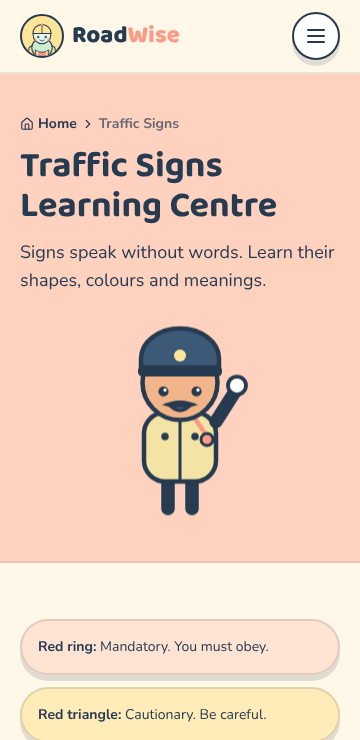 RoadWise
Home > Traffic Signs
Traffic Signs
Learning Centre
Signs speak without words. Learn their
shapes, colours and meanings.
Red ring: Mandatory. You must obey.
Red triangle: Cautionary. Be careful.